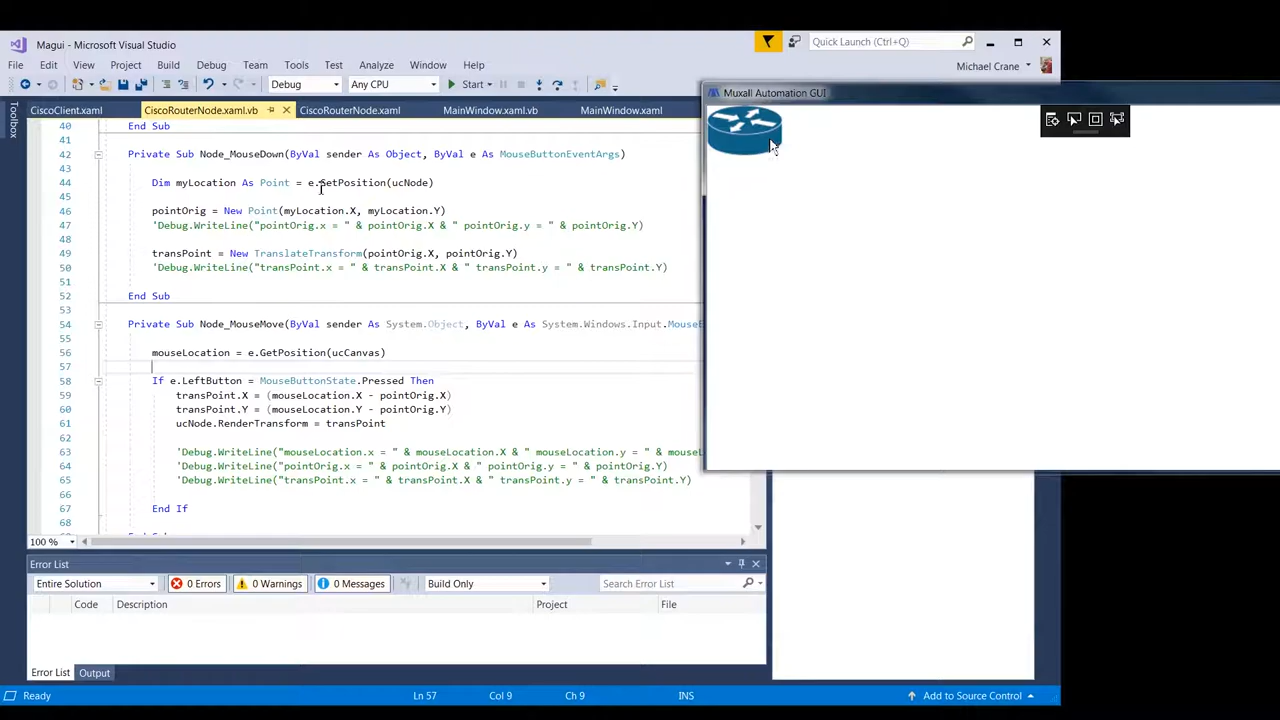 Magui - Microsoft Visual Studio
Quick Launch (Ctrl+Q)
File Edit View Project Build Debug Team Tools Test Analyze Window Help
Michael Crane
Debug Any CPU Start
Muxall Automation GUI
CiscoClient.xaml CiscoRouterNode.xaml.vb CiscoRouterNode.xaml MainWindow.xaml.vb MainWindow.xaml
Toolbox
40 End Sub
41
42 Private Sub Node_MouseDown(ByVal sender As Object, ByVal e As MouseButtonEventArgs)
43
44 Dim myLocation As Point = e.GetPosition(ucNode)
45
46 pointOrig = New Point(myLocation.X, myLocation.Y)
47 'Debug.WriteLine("pointOrig.x = " & pointOrig.X & " pointOrig.y = " & pointOrig.Y)
48
49 transPoint = New TranslateTransform(pointOrig.X, pointOrig.Y)
50 'Debug.WriteLine("transPoint.x = " & transPoint.X & " transPoint.y = " & transPoint.Y)
51
52 End Sub
53
54 Private Sub Node_MouseMove(ByVal sender As System.Object, ByVal e As System.Windows.Input.MouseE
55
56 mouseLocation = e.GetPosition(ucCanvas)
57
58 If e.LeftButton = MouseButtonState.Pressed Then
59 transPoint.X = (mouseLocation.X - pointOrig.X)
60 transPoint.Y = (mouseLocation.Y - pointOrig.Y)
61 ucNode.RenderTransform = transPoint
62
63 'Debug.WriteLine("mouseLocation.x = " & mouseLocation.X & " mouseLocation.y = " & mouseL
64 'Debug.WriteLine("pointOrig.x = " & pointOrig.X & " pointOrig.y = " & pointOrig.Y)
65 'Debug.WriteLine("transPoint.x = " & transPoint.X & " transPoint.y = " & transPoint.Y)
66
67 End If
68
100 %
Error List
Entire Solution 0 Errors 0 Warnings 0 Messages Build Only Search Error List
Code Description Project File
Error List Output
Ready Ln 57 Col 9 Ch 9 INS Add to Source Control